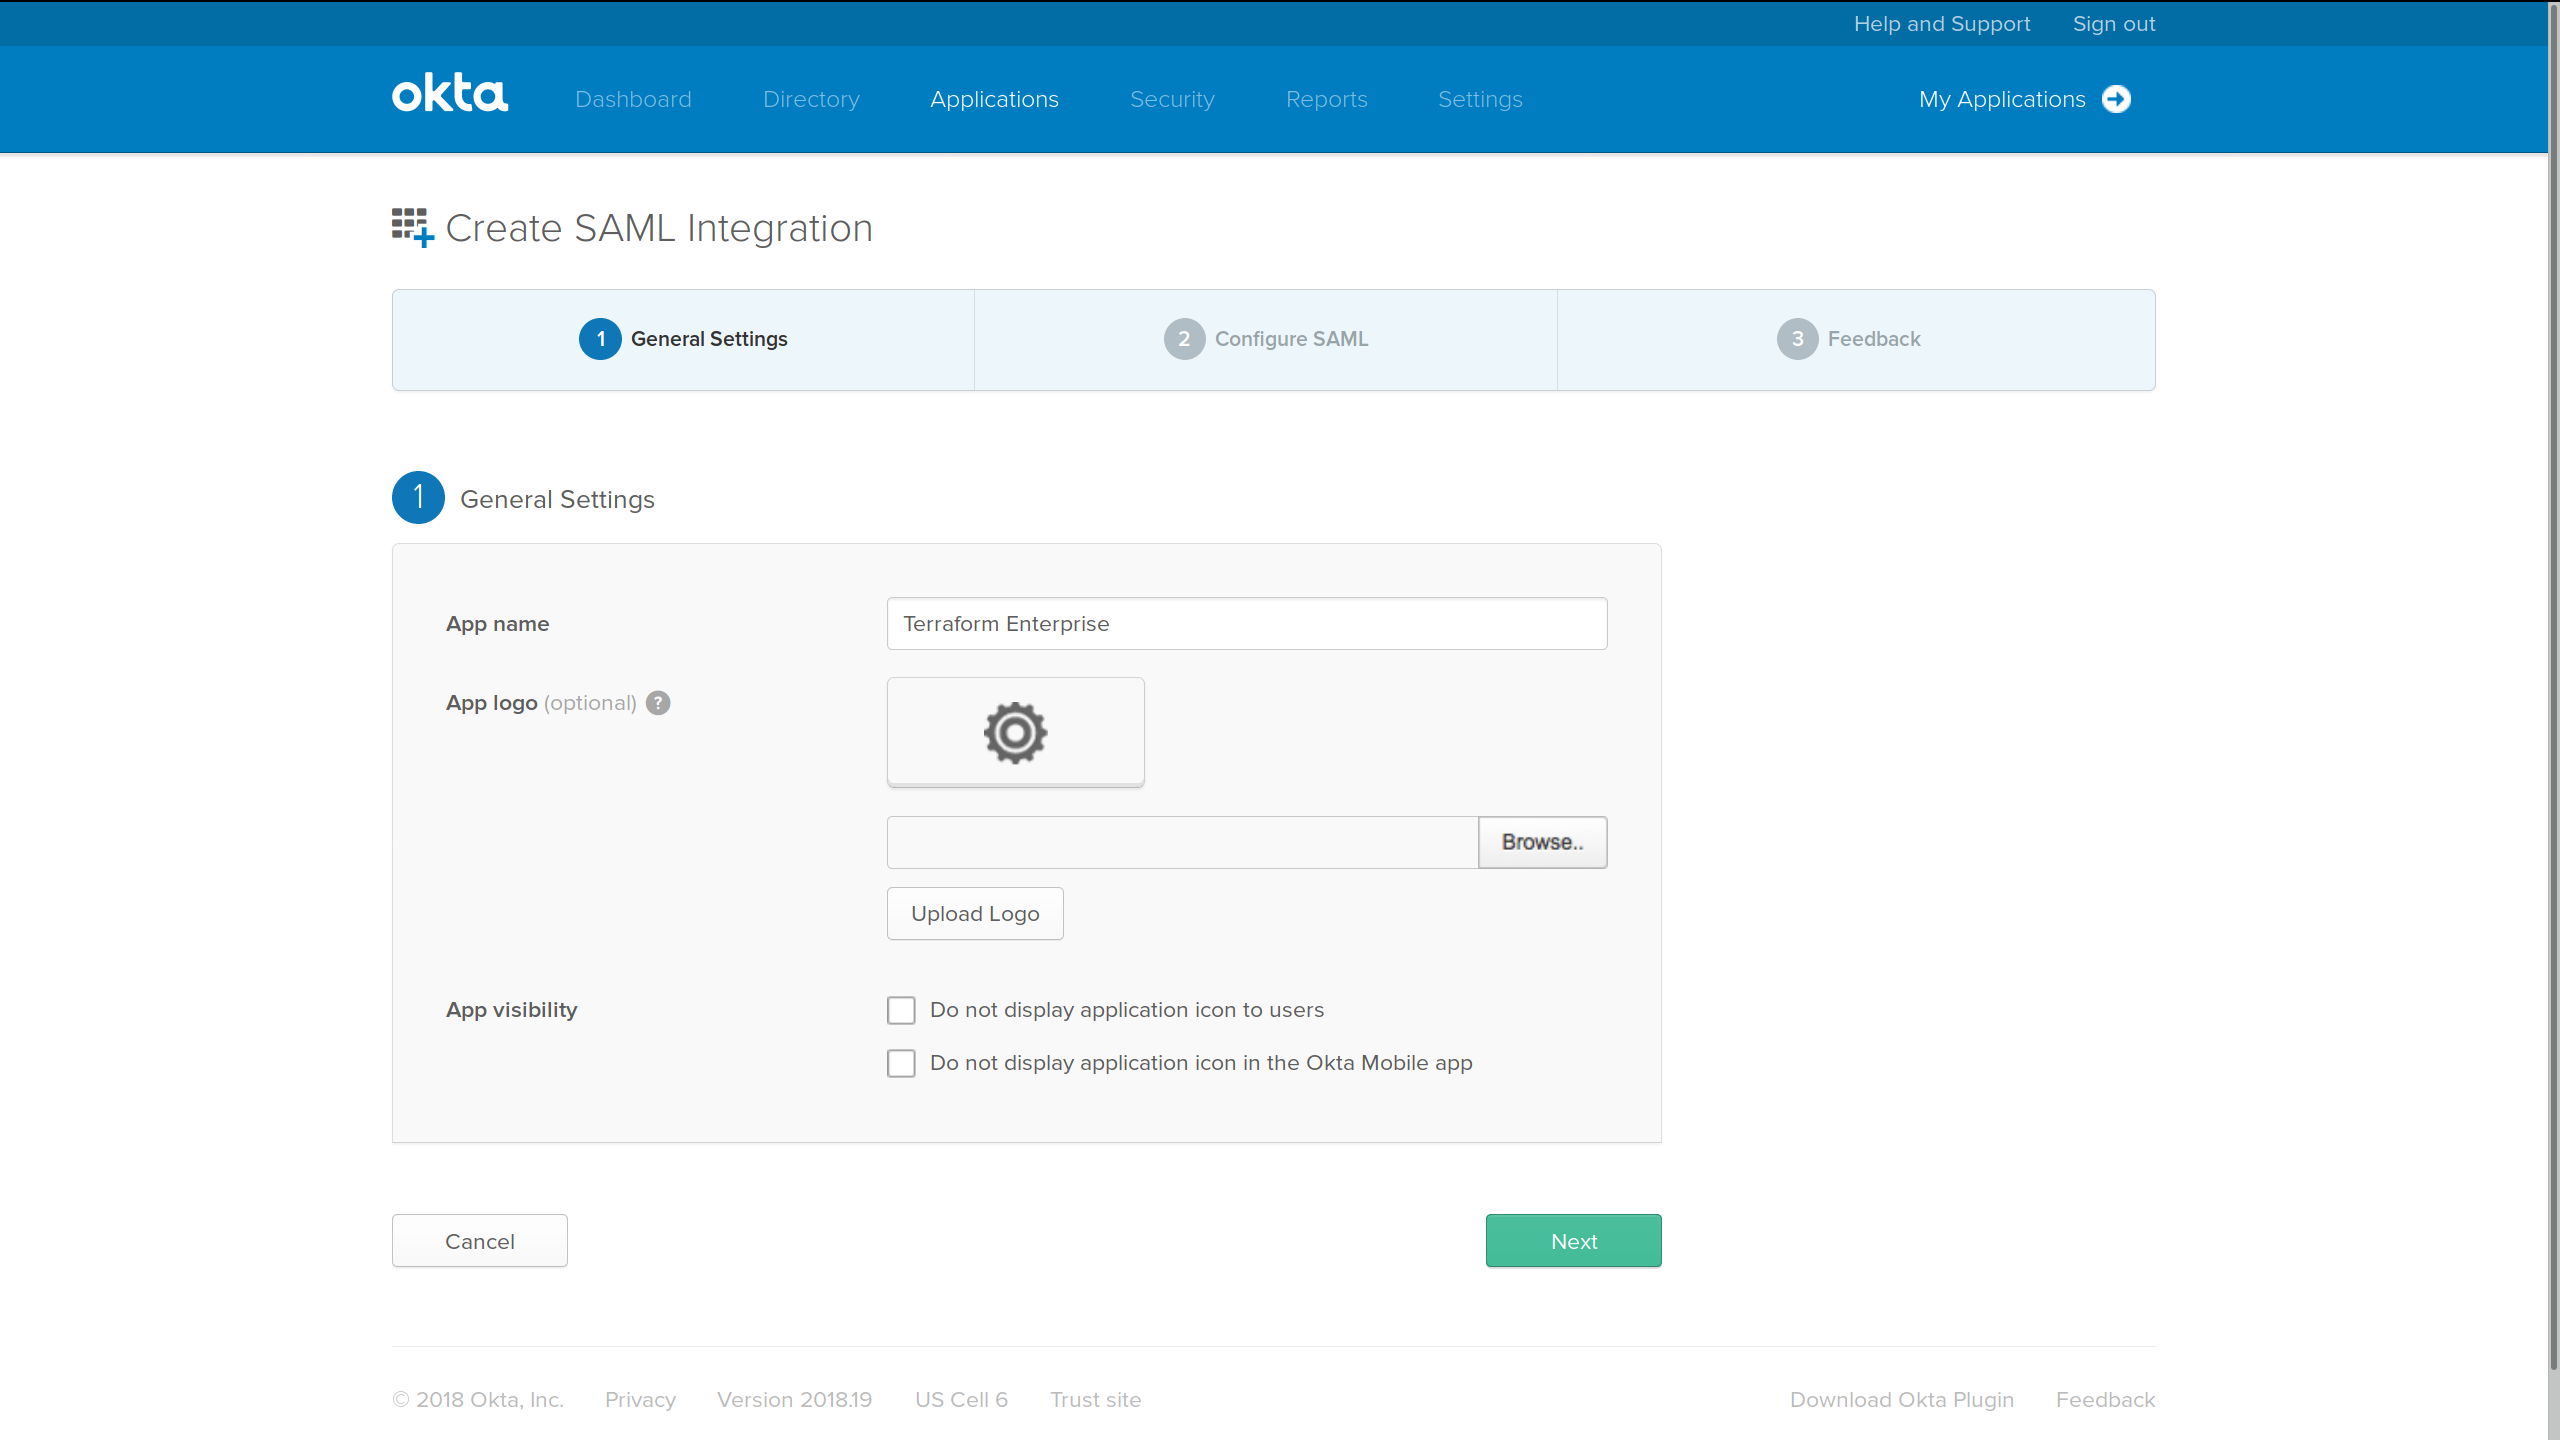 Help and Support Sign out
okta Dashboard Directory Applications Security Reports Settings My Applications
Create SAML Integration
1 General Settings 2 Configure SAML 3 Feedback
1 General Settings
App name Terraform Enterprise
App logo (optional) ?
Browse..
Upload Logo
App visibility Do not display application icon to users
Do not display application icon in the Okta Mobile app
Cancel Next
© 2018 Okta, Inc. Privacy Version 2018.19 US Cell 6 Trust site Download Okta Plugin Feedback